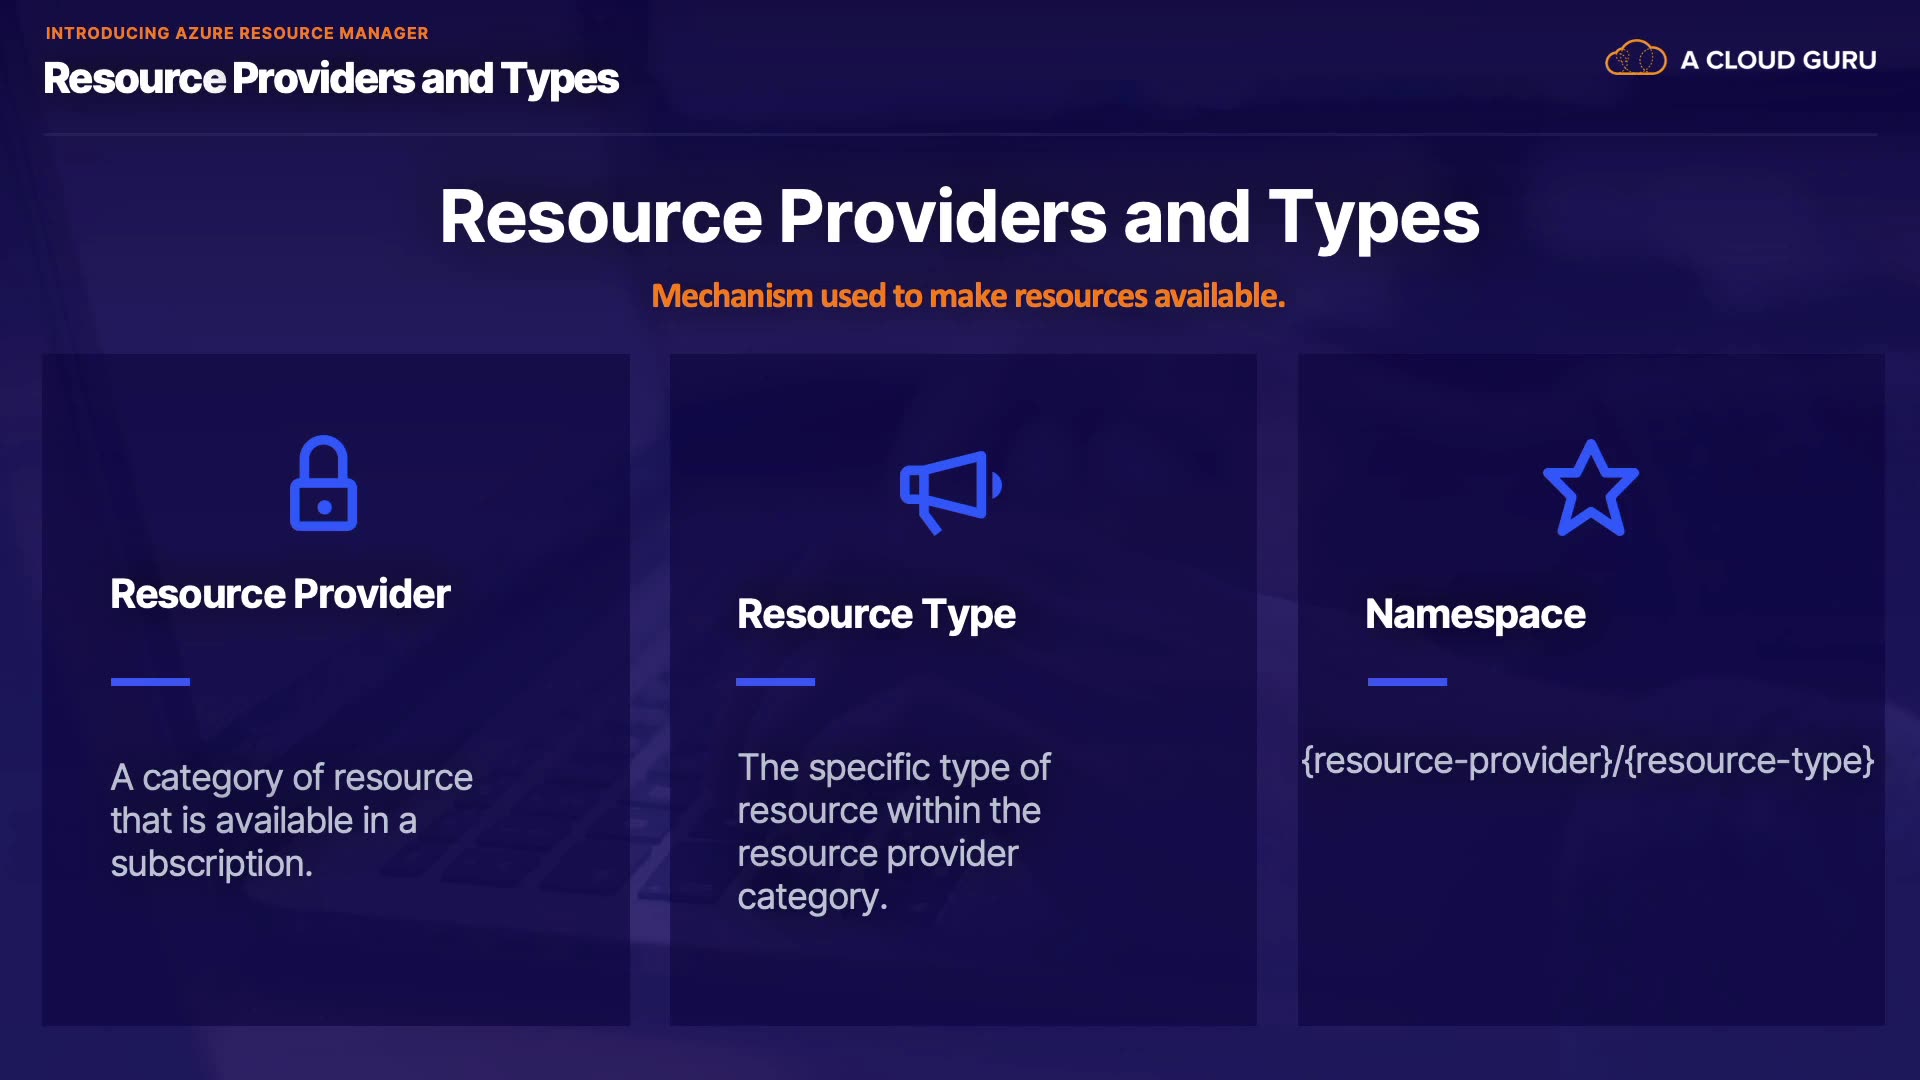 INTRODUCING AZURE RESOURCE MANAGER
Resource Providers and Types
A CLOUD GURU
Resource Providers and Types
Mechanism used to make resources available.
Resource Provider
A category of resource
that is available in a
subscription.
Resource Type
The specific type of
resource within the
resource provider
category.
Namespace
{resource-provider}/{resource-type}